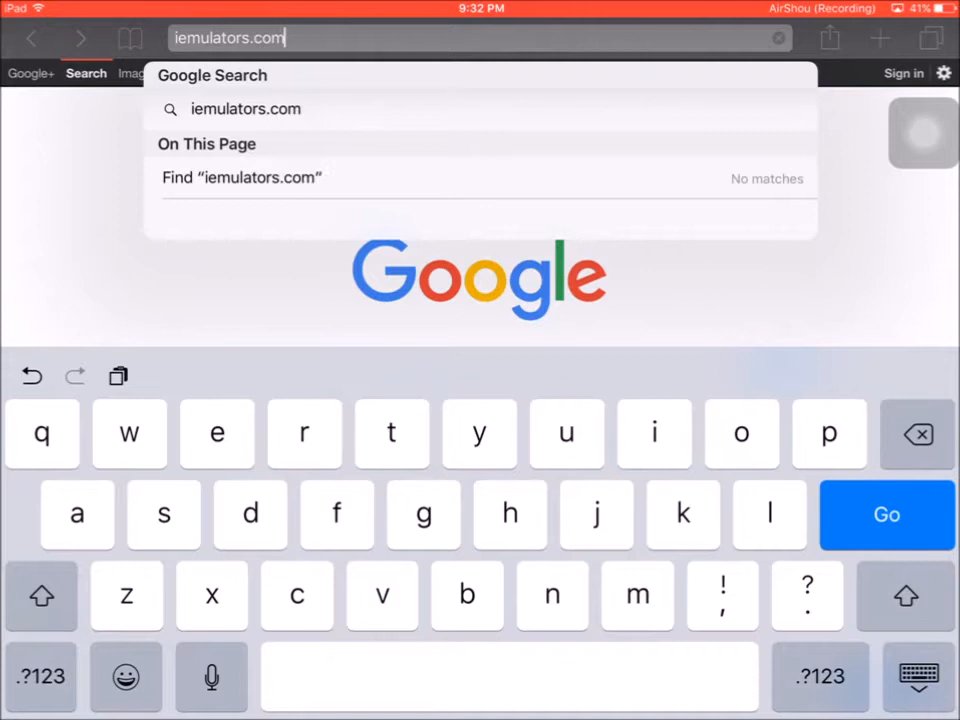 iPad 9:32 PM AirShou (Recording) 41%
iemulators.com
Google+ Search Imag Sign in
Google Search
iemulators.com
On This Page
Find “iemulators.com” No matches
Google
q w e r t y u i o p
a s d f g h j k l Go
z x c v b n m ! , ? .
.?123 .?123